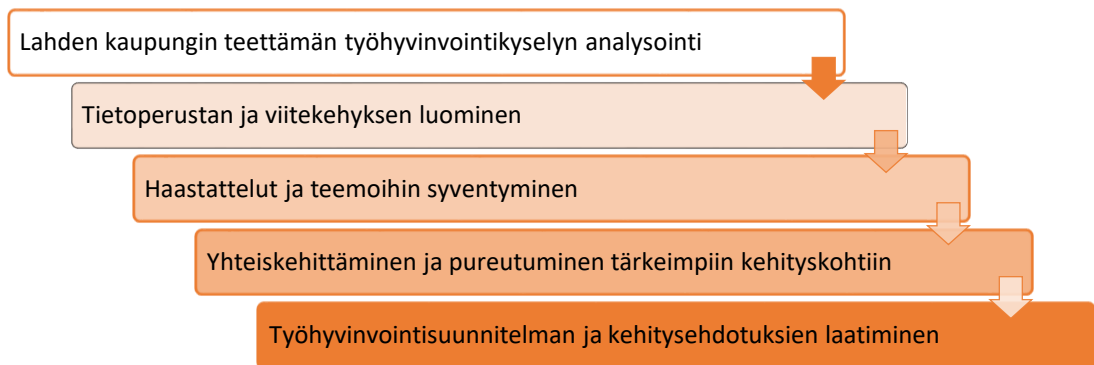 Lahden kaupungin teettämän työhyvinvointikyselyn analysointi
Tietoperustan ja viitekehyksen luominen
Haastattelut ja teemoihin syventyminen
Yhteiskehittäminen ja pureutuminen tärkeimpiin kehityskohtiin
Työhyvinvointisuunnitelman ja kehitysehdotuksien laatiminen